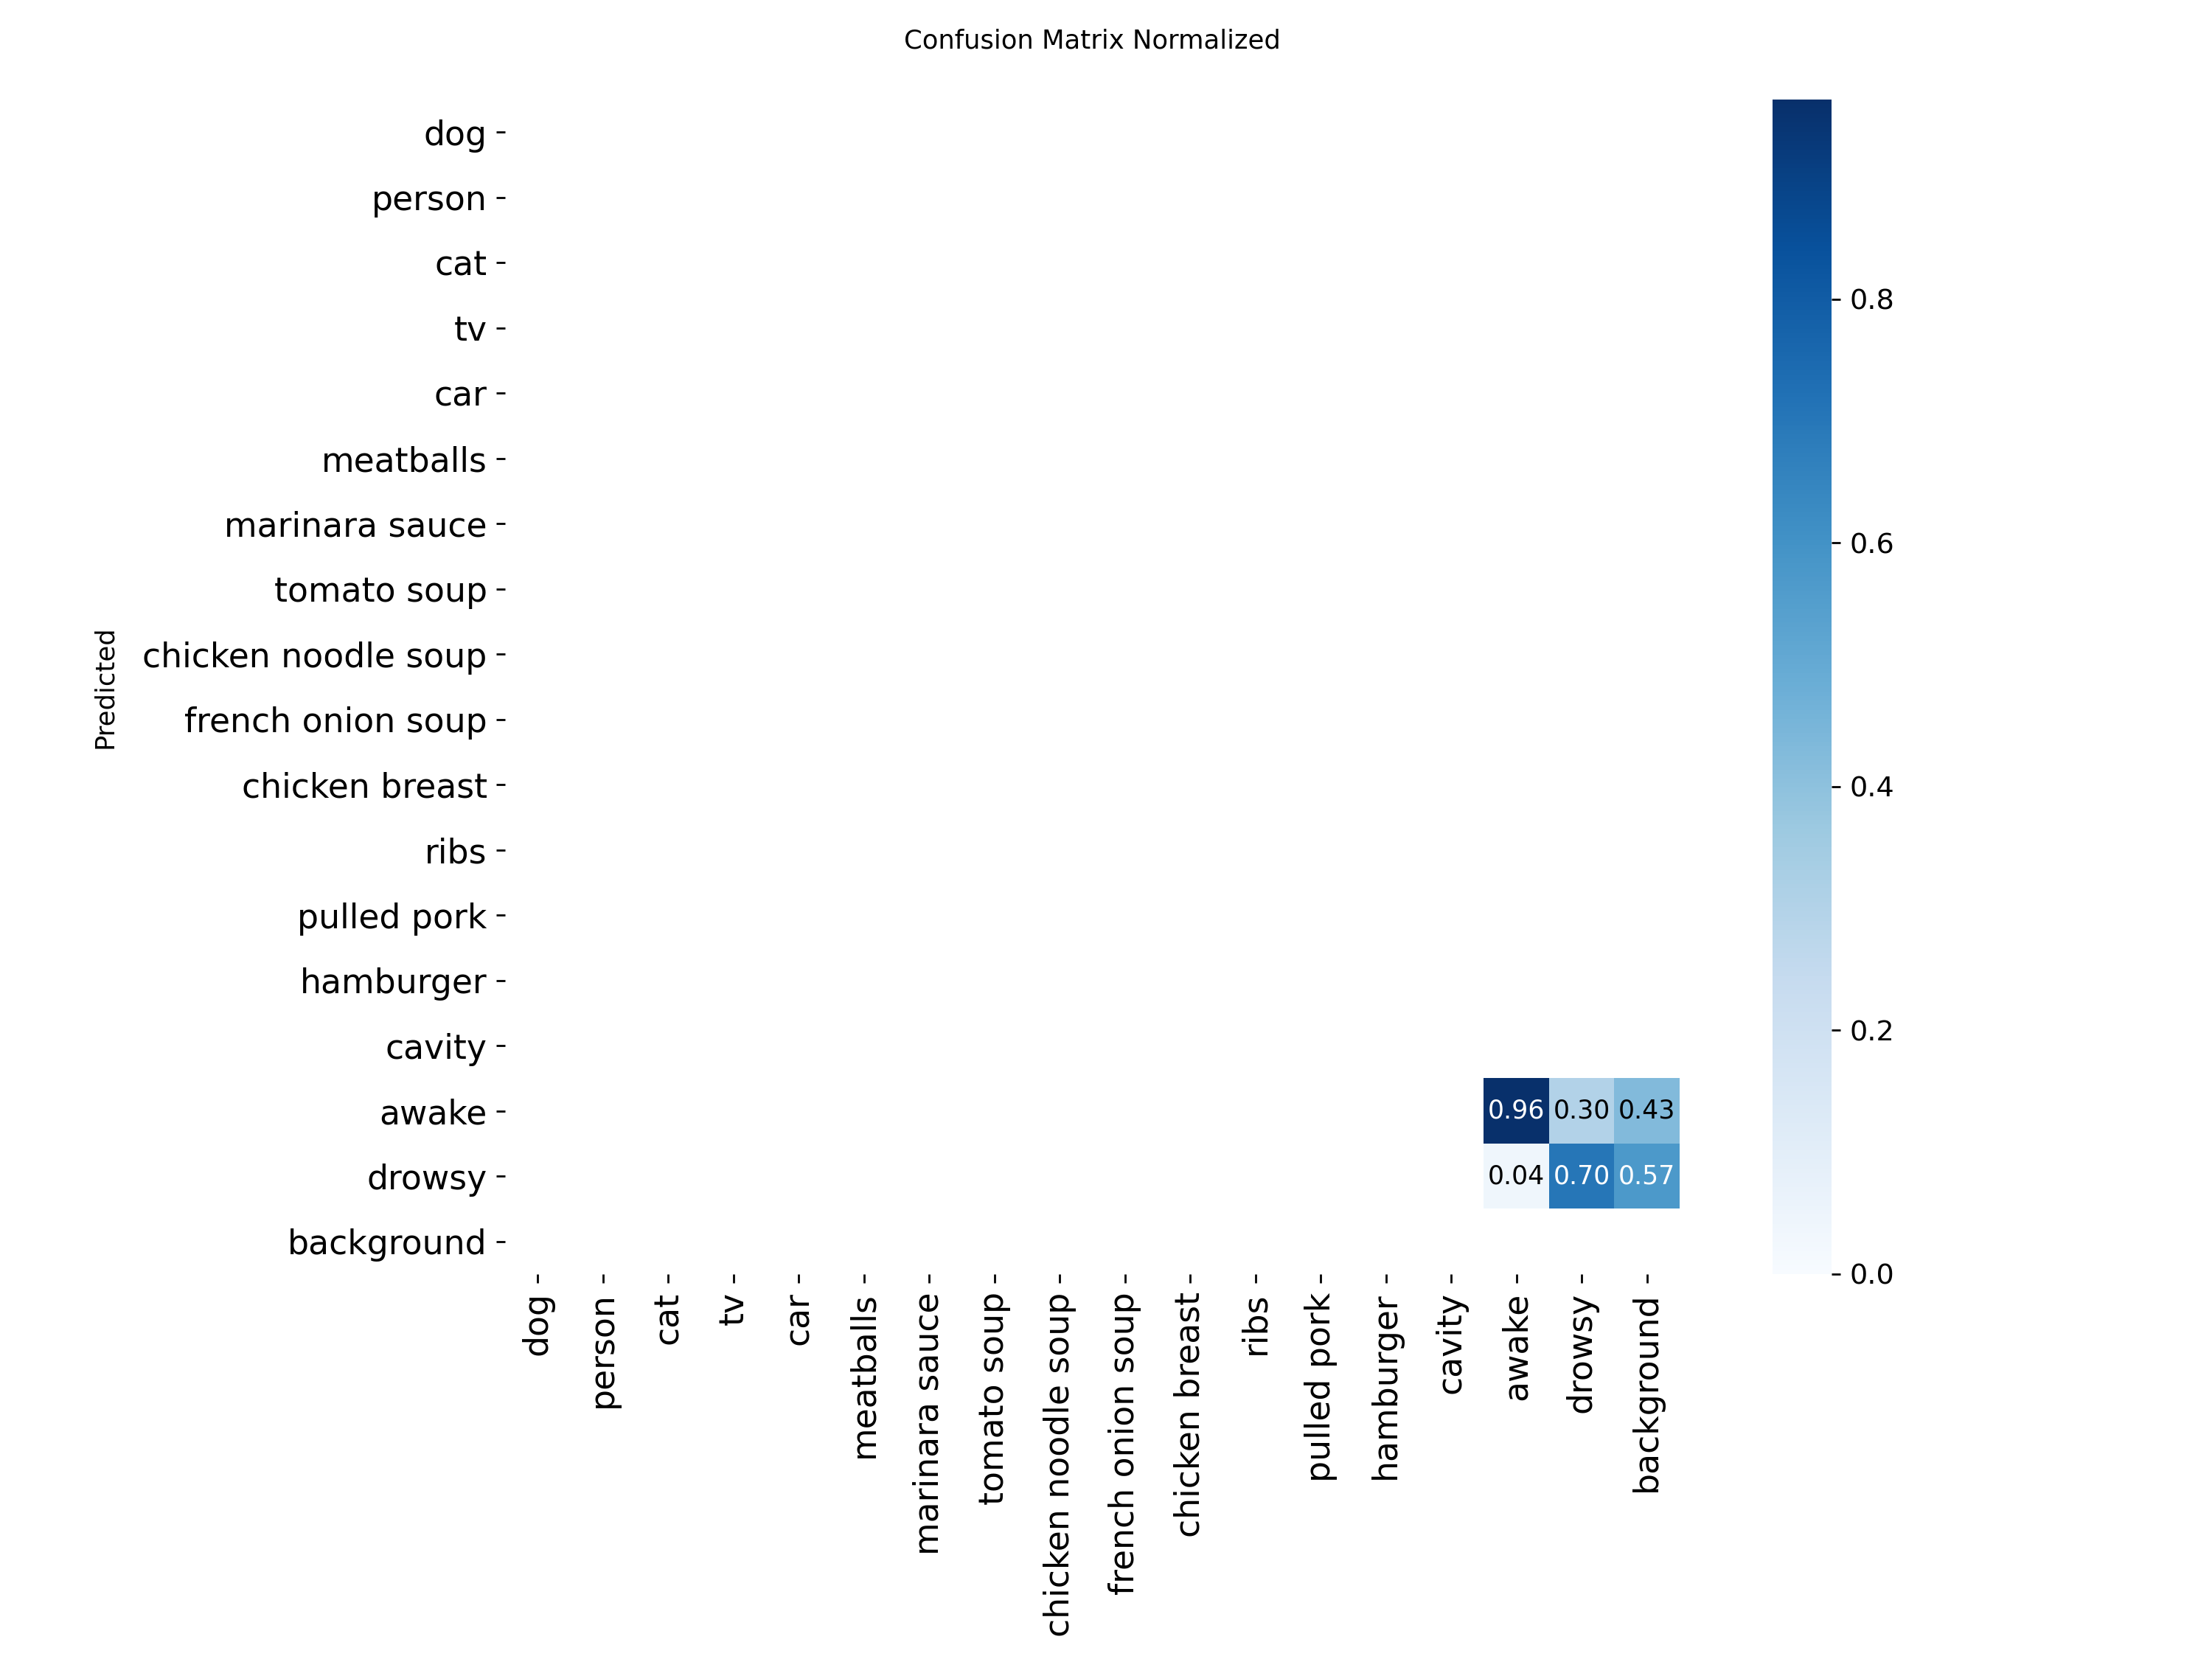 Confusion Matrix Normalized
Predicted
dog
person
cat
tv
car
meatballs
marinara sauce
tomato soup
chicken noodle soup
french onion soup
chicken breast
ribs
pulled pork
hamburger
cavity
awake
drowsy
background
0.96 0.30 0.43
0.04 0.70 0.57
dog
person
cat
tv
car
meatballs
marinara sauce
tomato soup
chicken noodle soup
french onion soup
chicken breast
ribs
pulled pork
hamburger
cavity
awake
drowsy
background
0.8
0.6
0.4
0.2
0.0